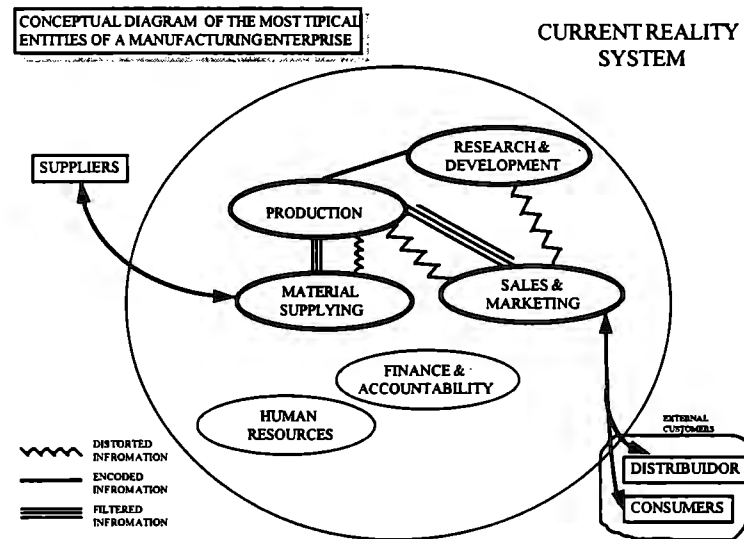 CONCEPTUAL DIAGRAM OF THE MOST TIPICAL
ENTITIES OF A MANUFACTURING ENTERPRISE
CURRENT REALITY
SYSTEM
SUPPLIERS
RESEARCH &
DEVELOPMENT
PRODUCTION
MATERIAL
SUPPLYING
SALES &
MARKETING
FINANCE &
ACCOUNTABILITY
HUMAN
RESOURCES
EXTERNAL
CUSTOMERS
DISTRIBUIDOR
CONSUMERS
DISTORTED
INFROMATION
ENCODED
INFROMATION
FILTERED
INFROMATION